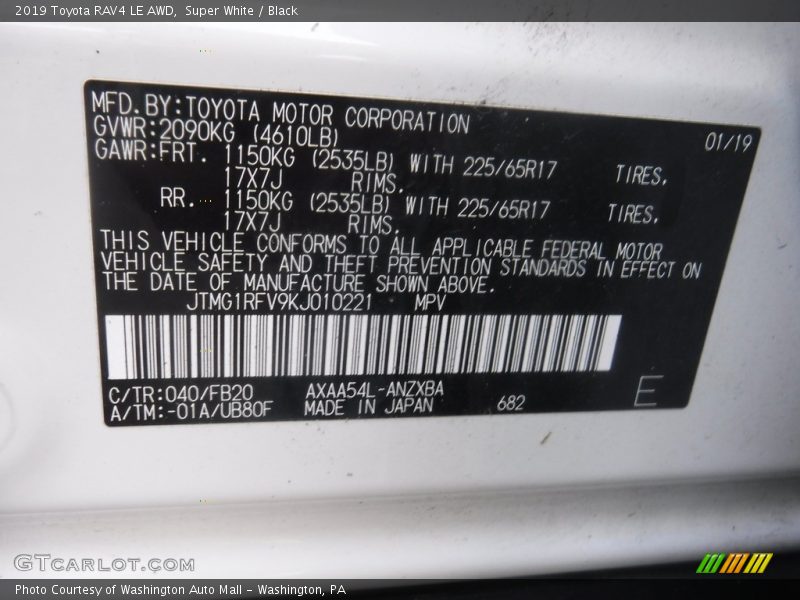 2019 Toyota RAV4 LE AWD, Super White / Black
MFD. BY: TOYOTA MOTOR CORPORATION 01/19
GVWR: 2090KG (4610LB)
GAWR: FRT. 1150KG (2535LB) WITH 225/65R17 TIRES,
17X7J RIMS,
RR. 1150KG (2535LB) WITH 225/65R17 TIRES,
17X7J RIMS,
THIS VEHICLE CONFORMS TO ALL APPLICABLE FEDERAL MOTOR
VEHICLE SAFETY AND THEFT PREVENTION STANDARDS IN EFFECT ON
THE DATE OF MANUFACTURE SHOWN ABOVE.
JTMG1RFV9KJ010221 MPV
C/TR:040/FB20 AXAA54L-ANZXBA E
A/TM:-01A/UB80F MADE IN JAPAN 682
GTCARLOT.COM
Photo Courtesy of Washington Auto Mall - Washington, PA